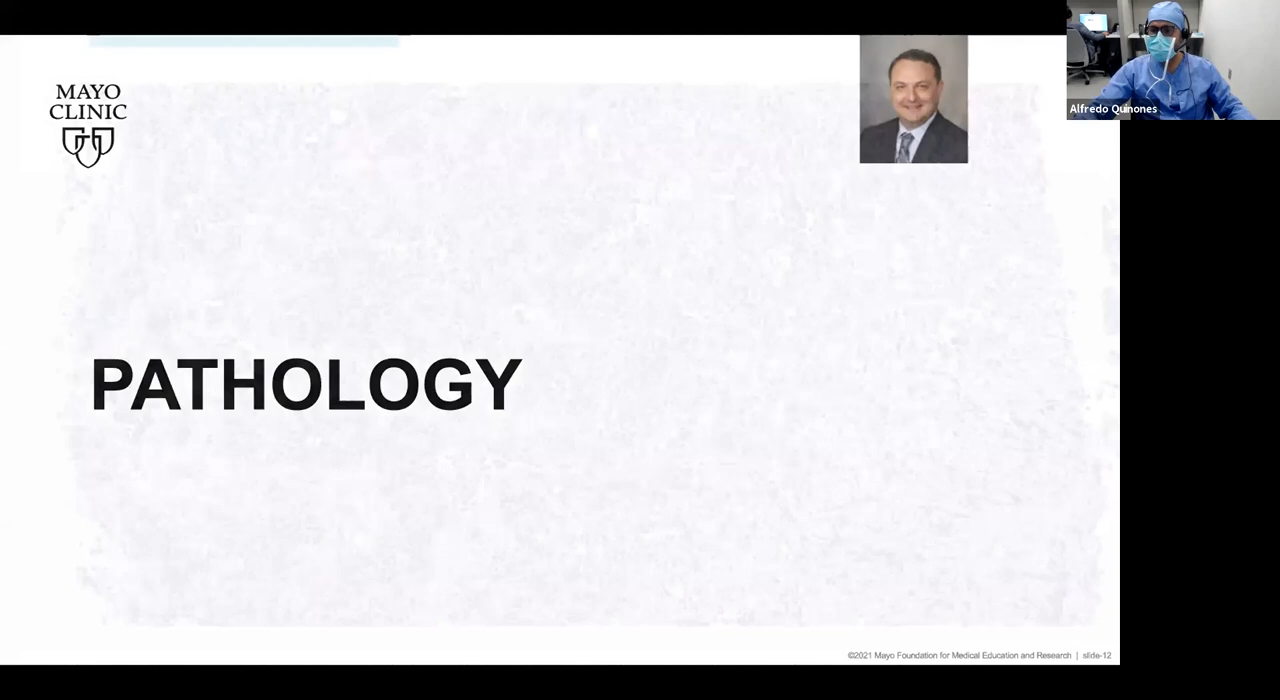 MAYO
CLINIC
Alfredo Quinones
PATHOLOGY
©2021 Mayo Foundation for Medical Education and Research | slide-12